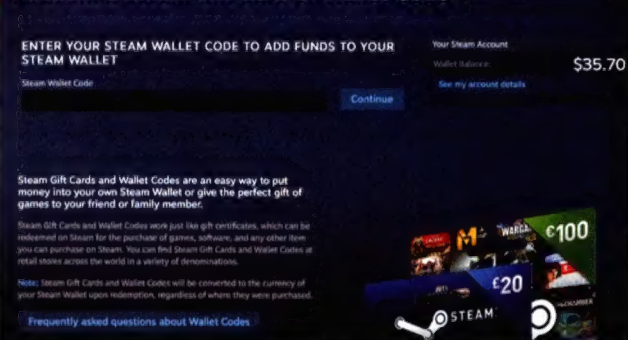 ENTER YOUR STEAM WALLET CODE TO ADD FUNDS TO YOUR
STEAM WALLET
Steam Wallet Code
Continue
Your Steam Account
Wallet Balance
$35.70
See my account details
Steam Gift Cards and Wallet Codes are an easy way to put
money into your own Steam Wallet or give the perfect gift of
games to your friend or family member.
Steam Gift Cards and Wallet Codes work just like gift certificates, which can be
redeemed on Steam for the purchase of games, software, and any other item
you can purchase on Steam. You can find Steam Gift Cards and Wallet Codes at
retail stores across the world in a variety of denominations.
Note: Steam Gift Cards and Wallet Codes will be converted to the currency of
your Steam Wallet upon redemption, regardless of where they were purchased.
Frequently asked questions about Wallet Codes
€100
£20
STEAM